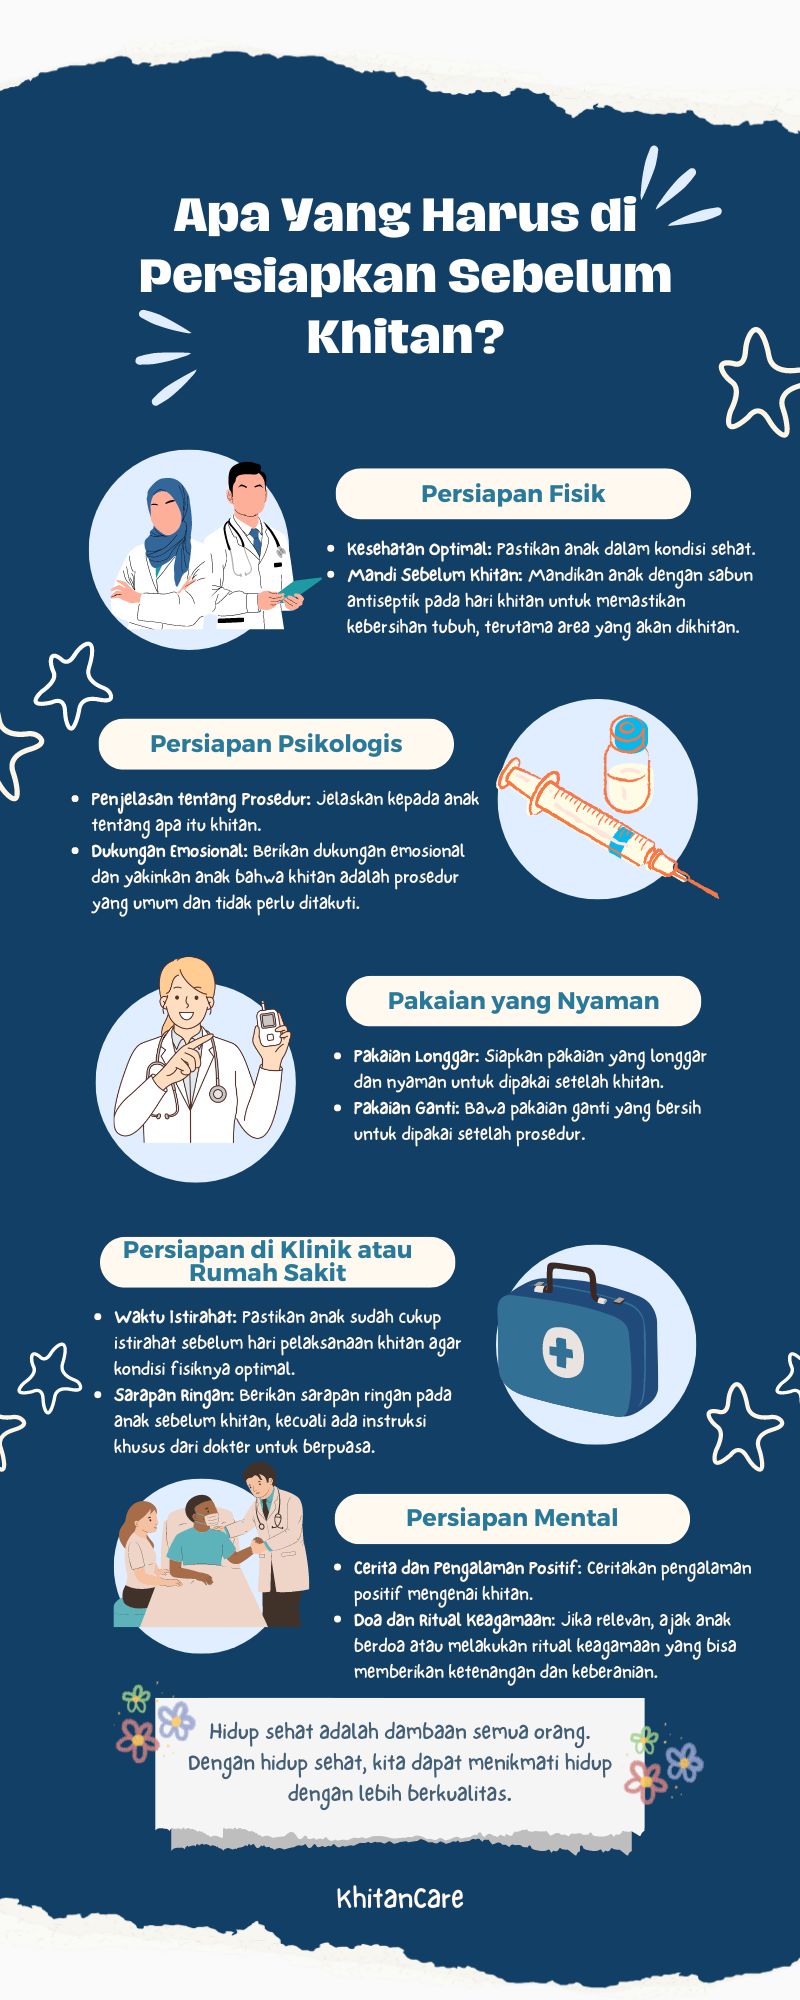 Apa Yang Harus di
Persiapkan Sebelum
Khitan?
Persiapan Fisik
Kesehatan Optimal: Pastikan anak dalam kondisi sehat.
Mandi Sebelum Khitan: Mandikan anak dengan sabun
antiseptik pada hari khitan untuk memastikan
kebersihan tubuh, terutama area yang akan dikhitan.
Persiapan Psikologis
Penjelasan tentang Prosedur: Jelaskan kepada anak
tentang apa itu khitan.
Dukungan Emosional: Berikan dukungan emosional
dan yakinkan anak bahwa khitan adalah prosedur
yang umum dan tidak perlu ditakuti.
Pakaian yang Nyaman
Pakaian Longgar: Siapkan pakaian yang longgar
dan nyaman untuk dipakai setelah khitan.
Pakaian Ganti: Bawa pakaian ganti yang bersih
untuk dipakai setelah prosedur.
Persiapan di Klinik atau
Rumah Sakit
Waktu Istirahat: Pastikan anak sudah cukup
istirahat sebelum hari pelaksanaan khitan agar
kondisi fisiknya optimal.
Sarapan Ringan: Berikan sarapan ringan pada
anak sebelum khitan, kecuali ada instruksi
khusus dari dokter untuk berpuasa.
Persiapan Mental
Cerita dan Pengalaman Positif: Ceritakan pengalaman
positif mengenai khitan.
Doa dan Ritual Keagamaan: Jika relevan, ajak anak
berdoa atau melakukan ritual keagamaan yang bisa
memberikan ketenangan dan keberanian.
Hidup sehat adalah dambaan semua orang.
Dengan hidup sehat, kita dapat menikmati hidup
dengan lebih berkualitas.
KhitanCare